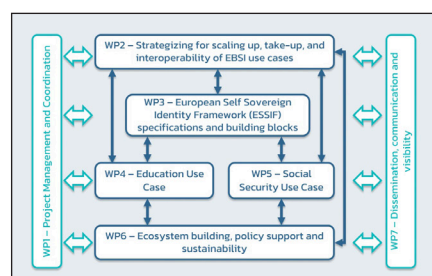 WP1 – Project Management and Coordination
WP2 – Strategizing for scaling up, take-up, and
interoperability of EBSI use cases
WP3 – European Self Sovereign
Identity Framework (ESSIF)
specifications and building blocks
WP4 – Education Use
Case
WP5 – Social
Security Use Case
WP6 – Ecosystem building, policy support and
sustainability
WP7 – Dissemination, communication and
visibility